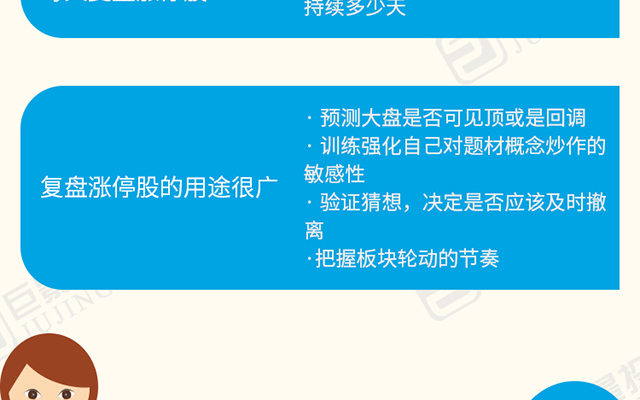 持续多少天
复盘涨停股的用途很广
· 预测大盘是否可见顶或是回调
· 训练强化自己对题材概念炒作的
敏感性
· 验证猜想，决定是否应该及时撤
离
·把握板块轮动的节奏